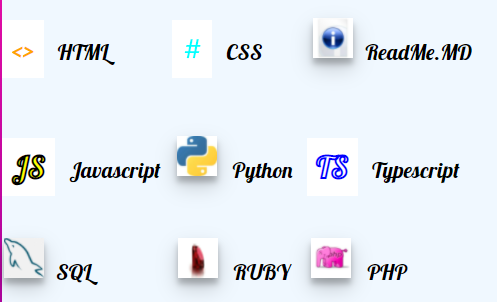 <> HTML # CSS i ReadMe.MD
JS Javascript Python TS Typescript
SQL RUBY PHP